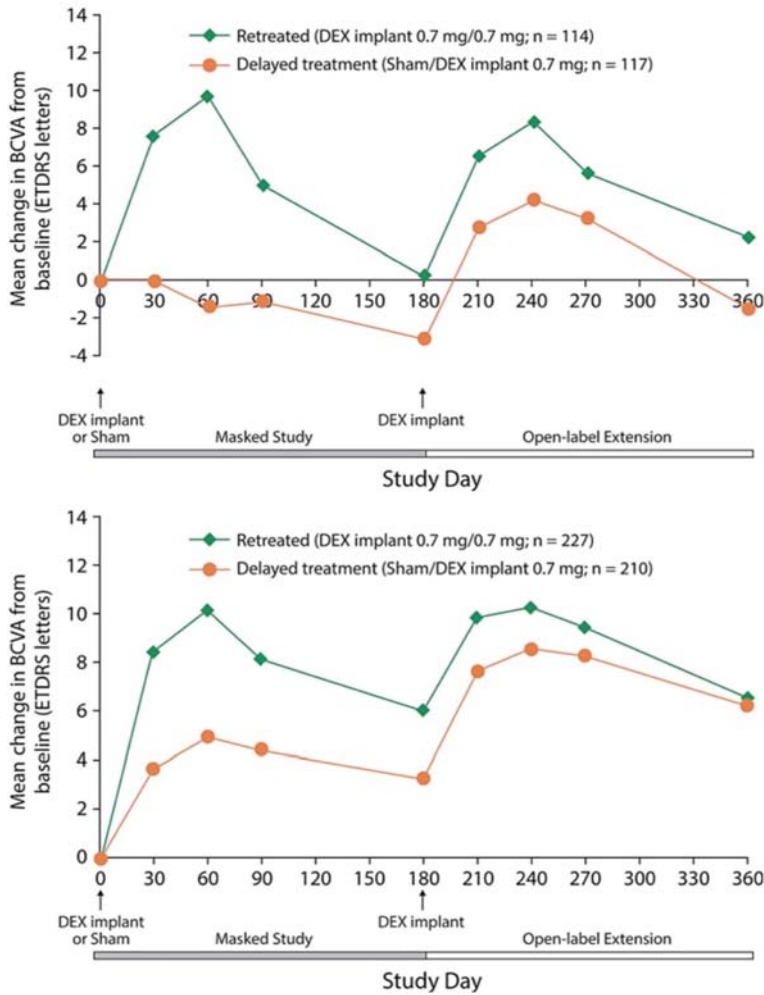 14
12
10
8
6
4
2
0
-2
-4
Mean change in BCVA from
baseline (ETDRS letters)
Retreated (DEX implant 0.7 mg/0.7 mg; n = 114)
Delayed treatment (Sham/DEX implant 0.7 mg; n = 117)
0 30 60 90 120 150 180 210 240 270 300 330 360
DEX implant
or Sham
DEX implant
Masked Study
Open-label Extension
Study Day
14
12
10
8
6
4
2
0
Mean change in BCVA from
baseline (ETDRS letters)
Retreated (DEX implant 0.7 mg/0.7 mg; n = 227)
Delayed treatment (Sham/DEX implant 0.7 mg; n = 210)
0 30 60 90 120 150 180 210 240 270 300 330 360
DEX implant
or Sham
DEX implant
Masked Study
Open-label Extension
Study Day